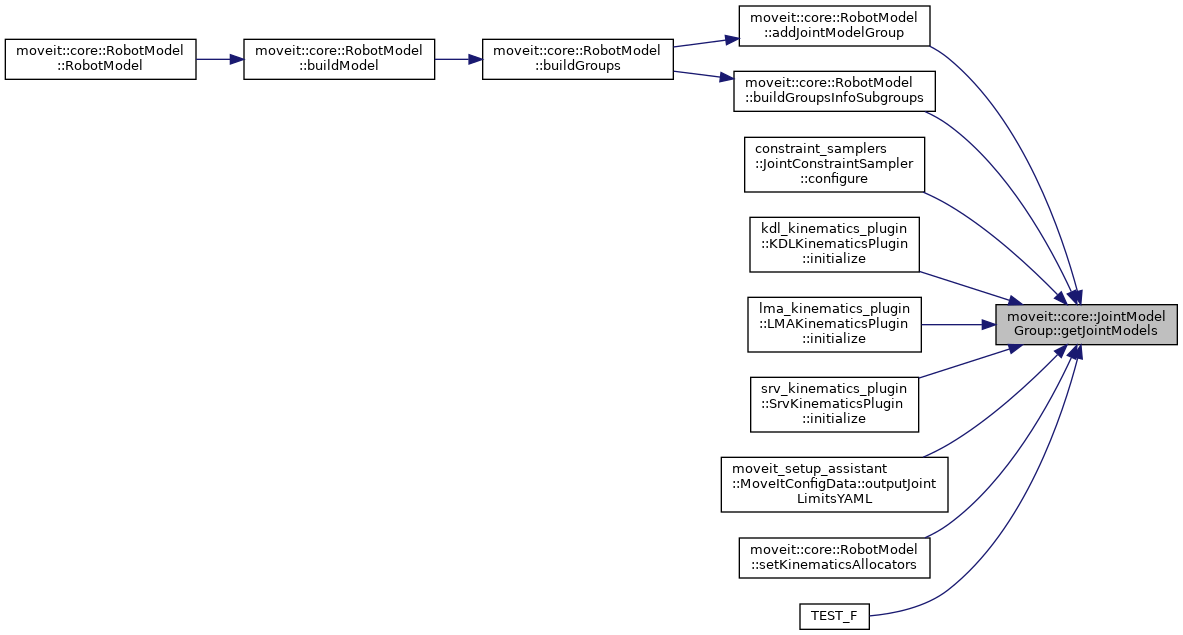 moveit::core::RobotModel
::RobotModel
moveit::core::RobotModel
::buildModel
moveit::core::RobotModel
::buildGroups
moveit::core::RobotModel
::addJointModelGroup
moveit::core::RobotModel
::buildGroupsInfoSubgroups
constraint_samplers
::JointConstraintSampler
::configure
kdl_kinematics_plugin
::KDLKinematicsPlugin
::initialize
lma_kinematics_plugin
::LMAKinematicsPlugin
::initialize
srv_kinematics_plugin
::SrvKinematicsPlugin
::initialize
moveit_setup_assistant
::MoveItConfigData::outputJoint
LimitsYAML
moveit::core::RobotModel
::setKinematicsAllocators
TEST_F
moveit::core::JointModel
Group::getJointModels